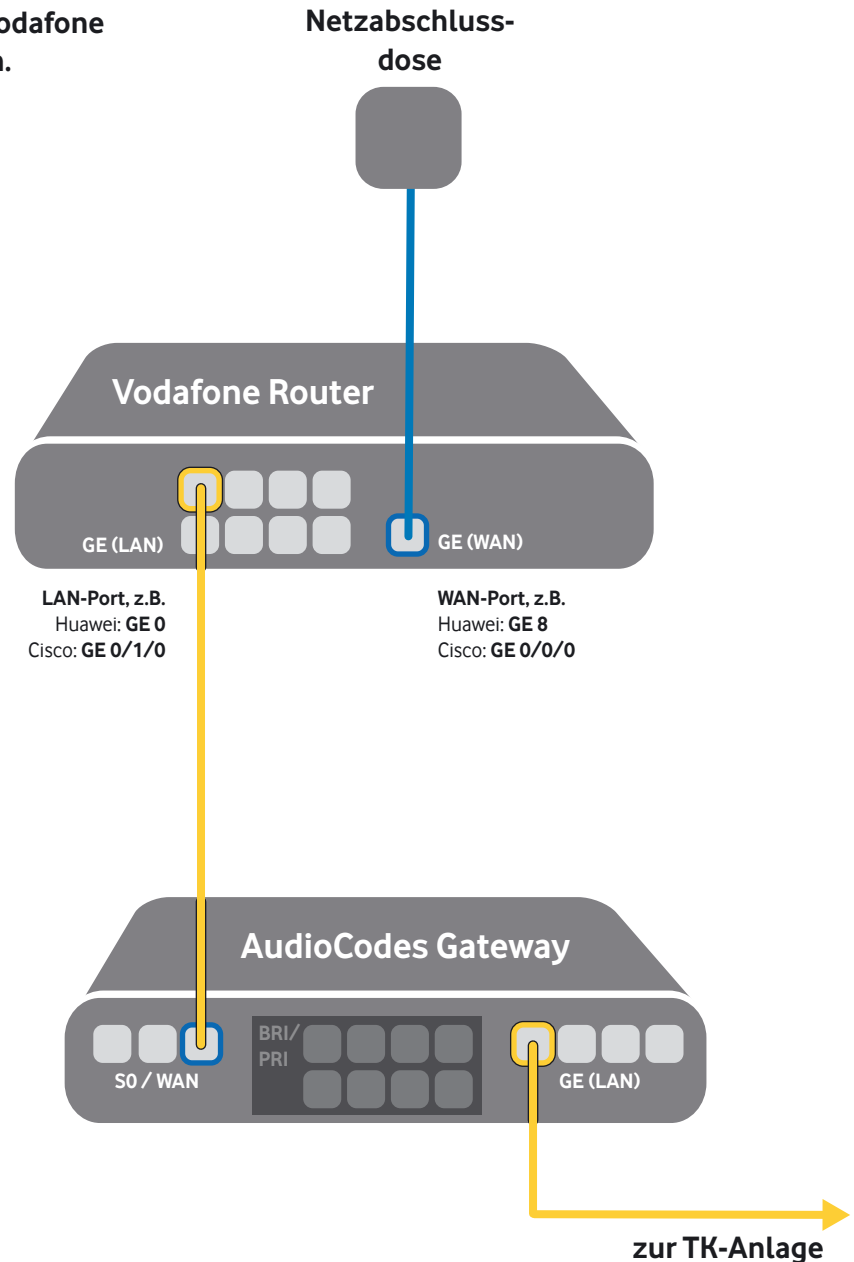 odafone
n.
Netzabschluss-
dose
Vodafone Router
GE (LAN)
GE (WAN)
LAN-Port, z.B.
Huawei: GE 0
Cisco: GE 0/1/0
WAN-Port, z.B.
Huawei: GE 8
Cisco: GE 0/0/0
AudioCodes Gateway
BRI/
PRI
S0 / WAN
GE (LAN)
zur TK-Anlage